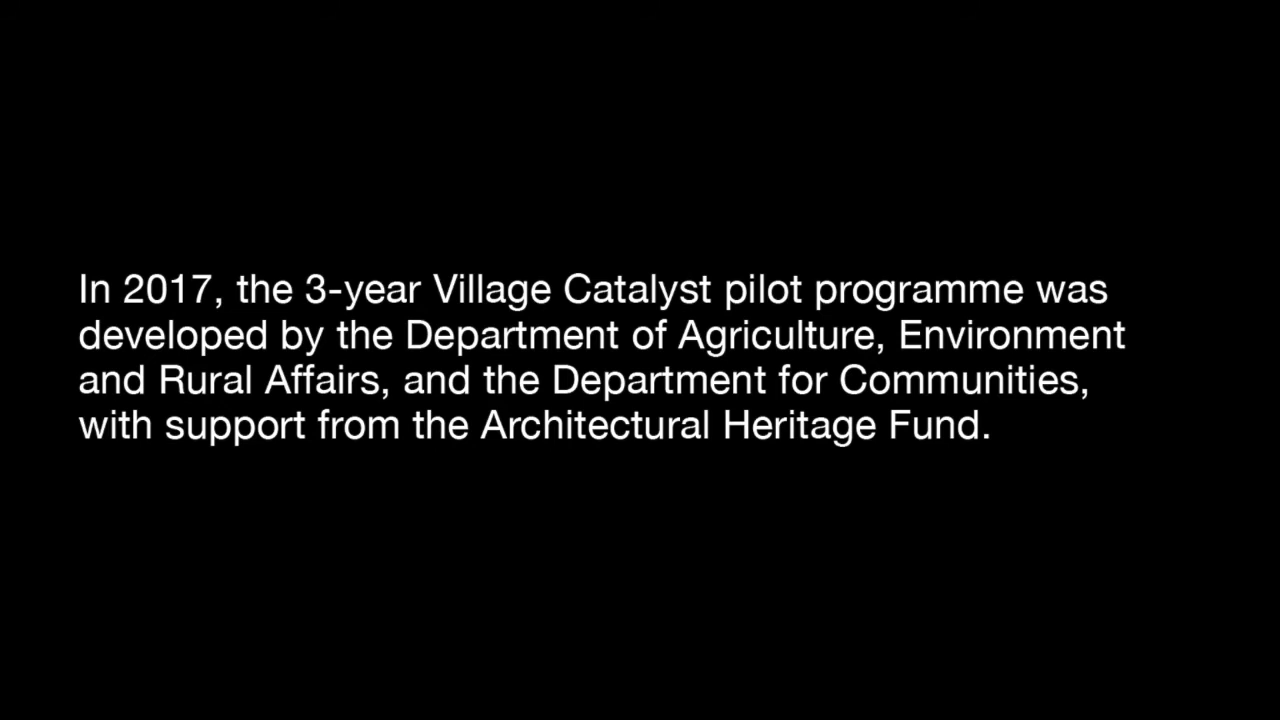 In 2017, the 3-year Village Catalyst pilot programme was
developed by the Department of Agriculture, Environment
and Rural Affairs, and the Department for Communities,
with support from the Architectural Heritage Fund.